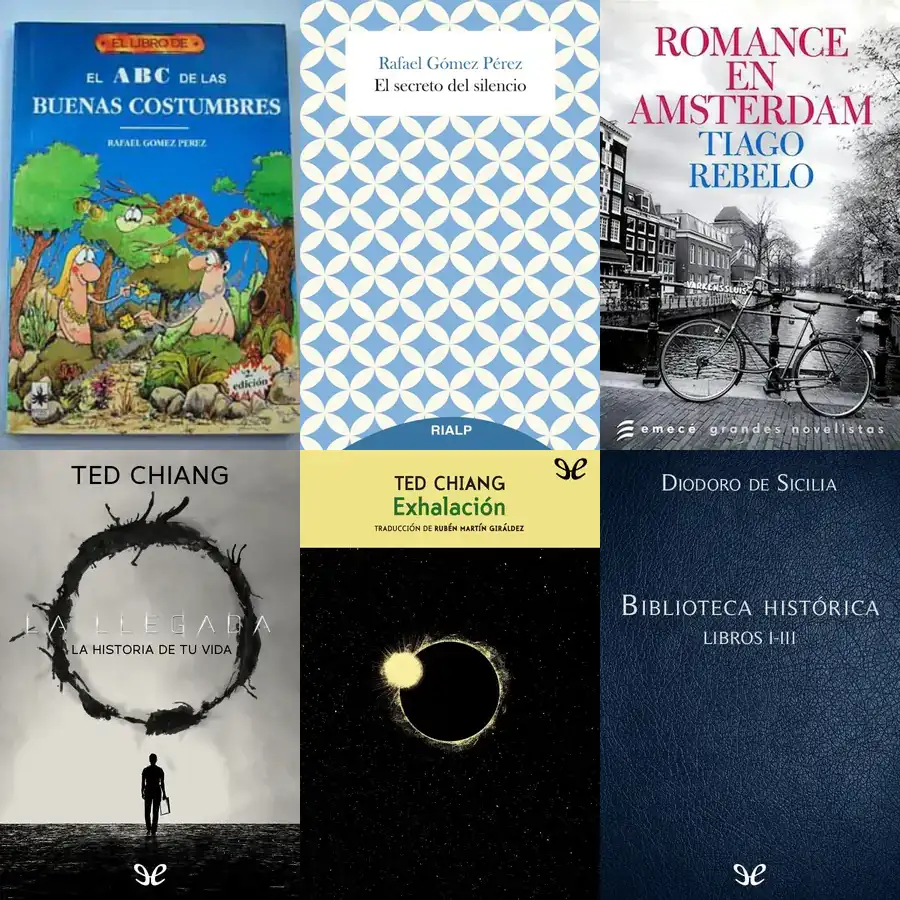 EL LIBRO DE
EL ABC DE LAS
BUENAS COSTUMBRES
RAFAEL GOMEZ PEREZ
2.ª
edición
Rafael Gómez Pérez
El secreto del silencio
RIALP
ROMANCE
EN
AMSTERDAM
TIAGO
REBELO
VARKENSSLUIS
emecé grandes novelistas
TED CHIANG
LA LLEGADA
LA HISTORIA DE TU VIDA
TED CHIANG
Exhalación
TRADUCCIÓN DE RUBÉN MARTÍN GIRÁLDEZ
DIODORO DE SICILIA
BIBLIOTECA HISTÓRICA
LIBROS I-III